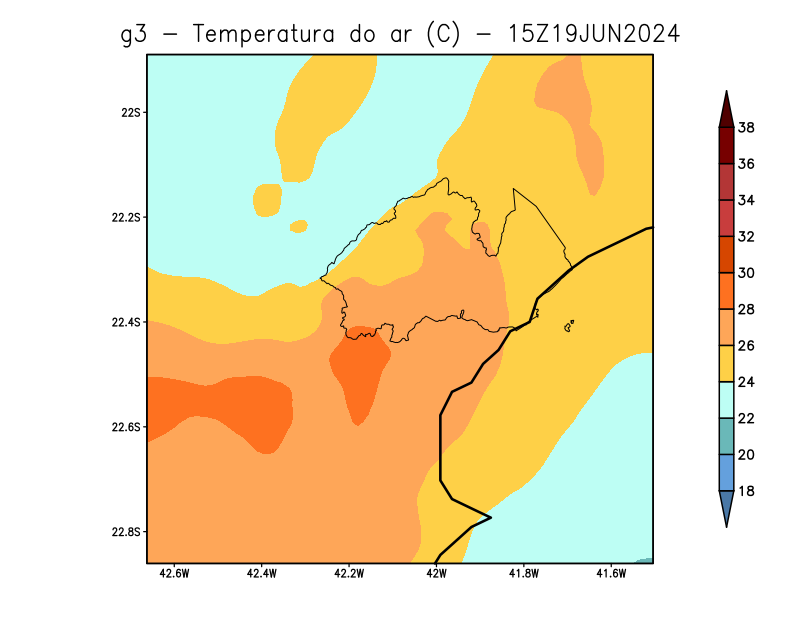 g3 - Temperatura do ar (C) - 15Z19JUN2024
22S
22.2S
22.4S
22.6S
22.8S
42.6W
42.4W
42.2W
42W
41.8W
41.6W
38
36
34
32
30
28
26
24
22
20
18